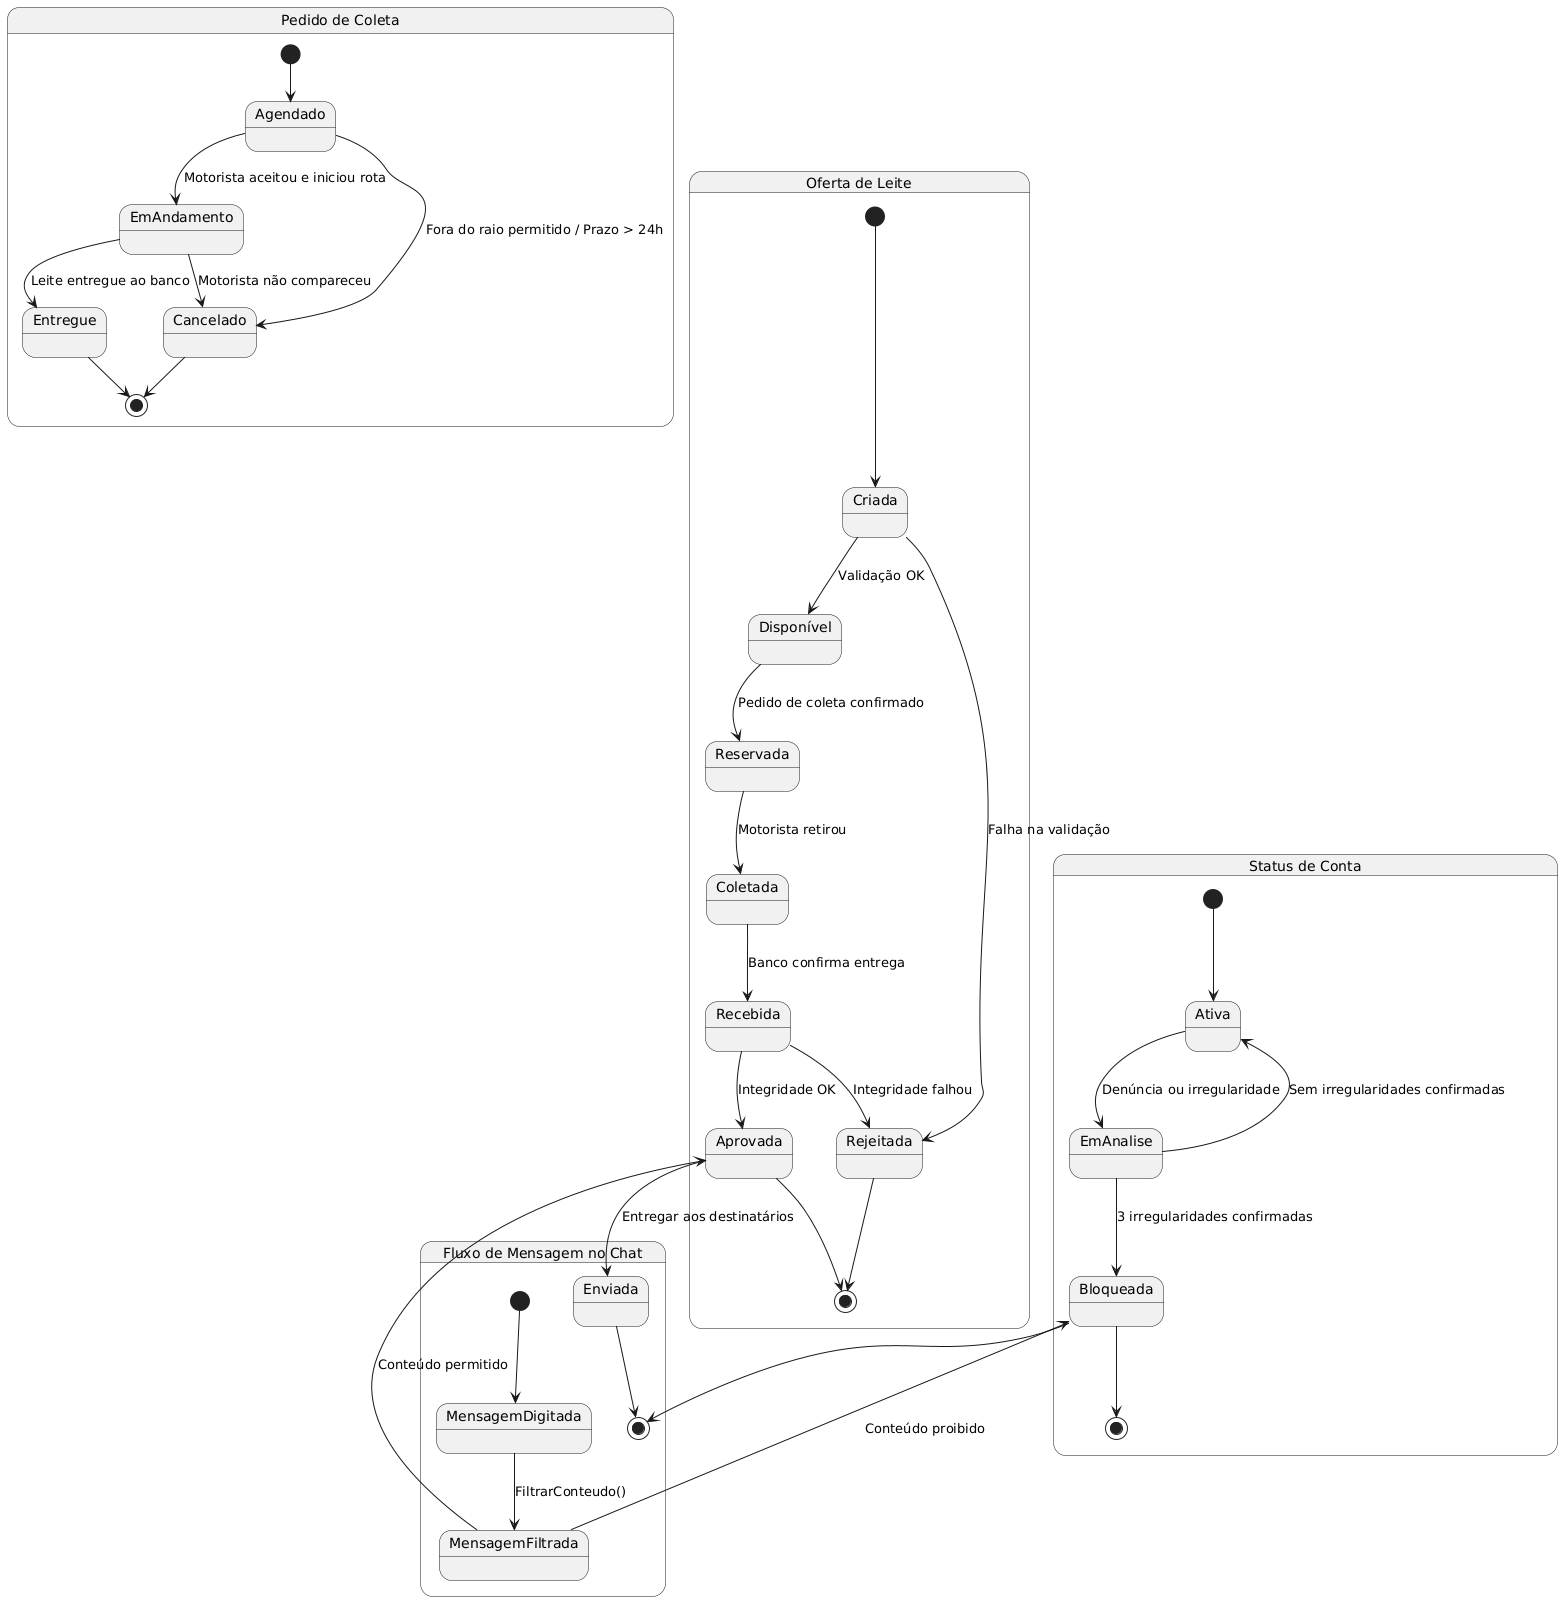 Pedido de Coleta
Agendado
Motorista aceitou e iniciou rota
EmAndamento
Fora do raio permitido / Prazo > 24h
Leite entregue ao banco
Motorista não compareceu
Entregue
Cancelado
Oferta de Leite
Criada
Validação OK
Disponível
Pedido de coleta confirmado
Reservada
Motorista retirou
Falha na validação
Coletada
Banco confirma entrega
Recebida
Integridade OK
Integridade falhou
Aprovada
Rejeitada
Entregar aos destinatários
Status de Conta
Ativa
Denúncia ou irregularidade
Sem irregularidades confirmadas
EmAnalise
3 irregularidades confirmadas
Bloqueada
Fluxo de Mensagem no Chat
Enviada
Conteúdo permitido
MensagemDigitada
Conteúdo proibido
FiltrarConteudo()
MensagemFiltrada